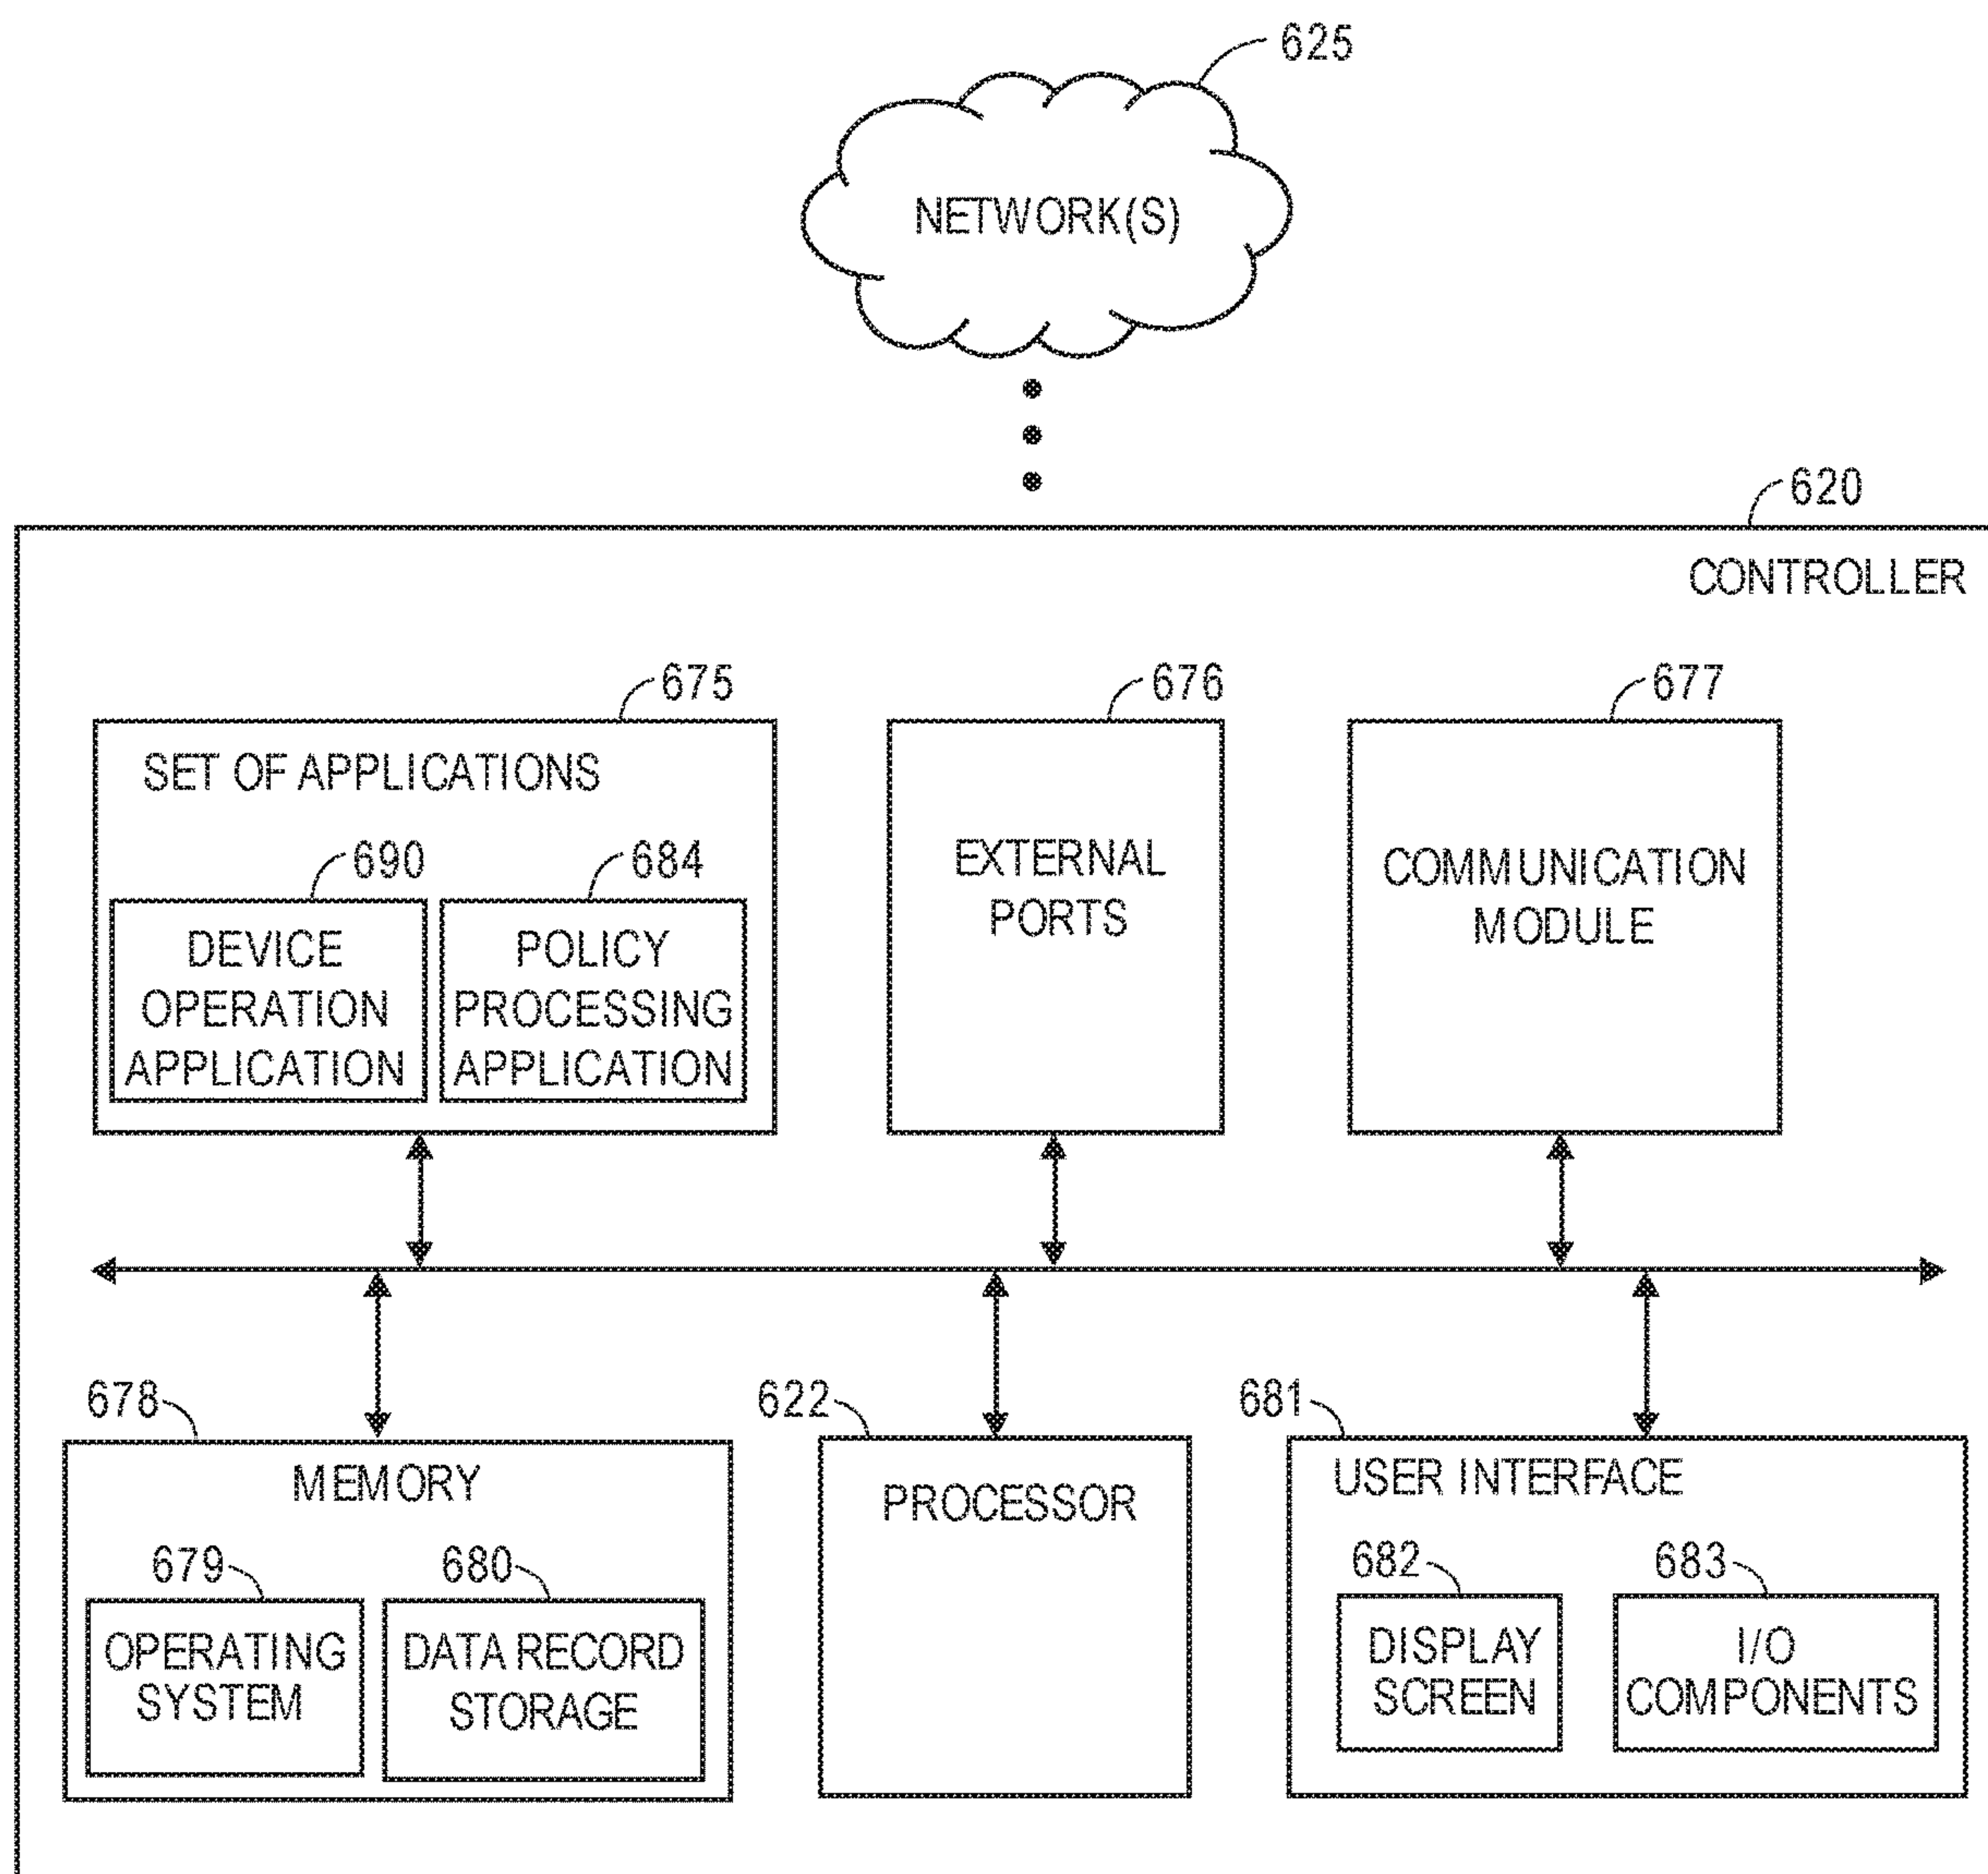 625
NETWORK(S)
620
CONTROLLER
675
SET OF APPLICATIONS
690
DEVICE
OPERATION
APPLICATION
684
POLICY
PROCESSING
APPLICATION
676
EXTERNAL
PORTS
677
COMMUNICATION
MODULE
678
MEMORY
679
OPERATING
SYSTEM
680
DATA RECORD
STORAGE
622
PROCESSOR
681
USER INTERFACE
682
DISPLAY
SCREEN
683
I/O
COMPONENTS